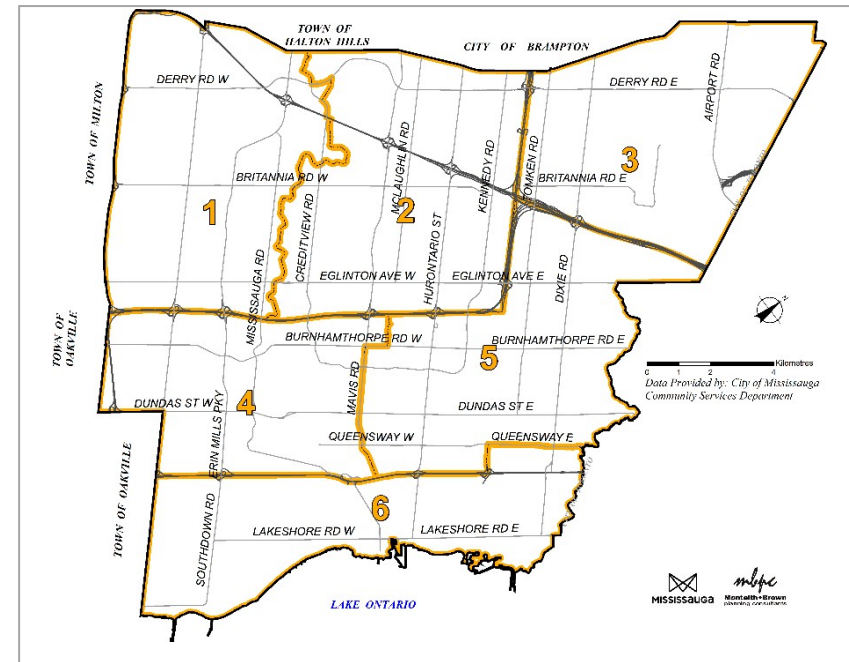 TOWN OF
HALTON HILLS
CITY OF BRAMPTON
DERRY RD W
DERRY RD E
AIRPORT RD
TOWN OF MILTON
MCLAUGHLIN RD
KENNEDY RD
TOMKEN RD
3
BRITANNIA RD W
BRITANNIA RD E
1
2
CREDITVIEW RD
HURONTARIO ST
MISSISSAUGA RD
EGLINTON AVE W
EGLINTON AVE E
DIXIE RD
TOWN OF
OAKVILLE
BURNHAMTHORPE RD W
BURNHAMTHORPE RD E
5
Kilometres
0 1 2 4
Data Provided by: City of Mississauga
Community Services Department
MAVIS RD
DUNDAS ST W
4
DUNDAS ST E
ERIN MILLS PKY
QUEENSWAY W
QUEENSWAY E
TOWN OF OAKVILLE
6
SOUTHDOWN RD
LAKESHORE RD W
LAKESHORE RD E
LAKE ONTARIO
MISSISSAUGA
mbpc
Monteith+Brown
planning consultants